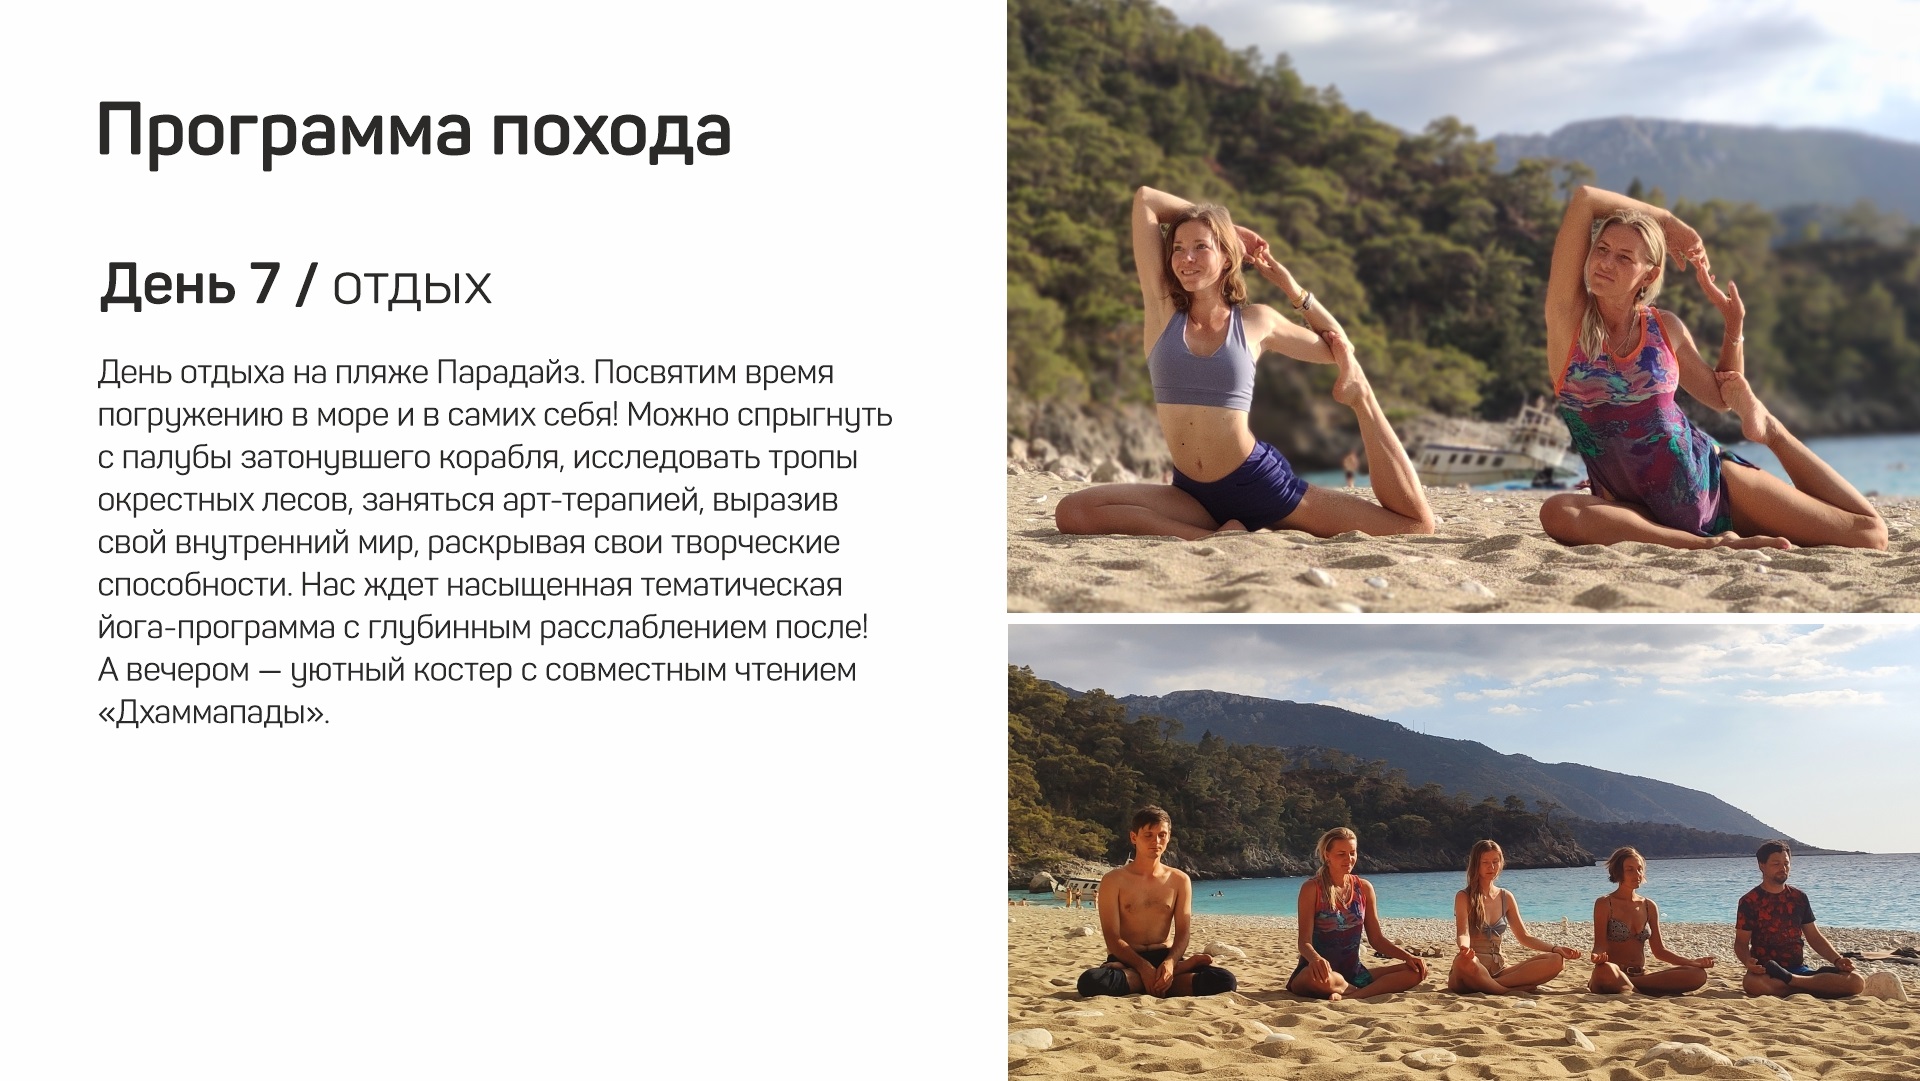 Программа похода
День 7 / отдых
День отдыха на пляже Парадайз. Посвятим время
погружению в море и в самих себя! Можно спрыгнуть
с палубы затонувшего корабля, исследовать тропы
окрестных лесов, заняться арт-терапией, выразив
свой внутренний мир, раскрывая свои творческие
способности. Нас ждет насыщенная тематическая
йога-программа с глубинным расслаблением после!
А вечером — уютный костер с совместным чтением
«Дхаммапады».